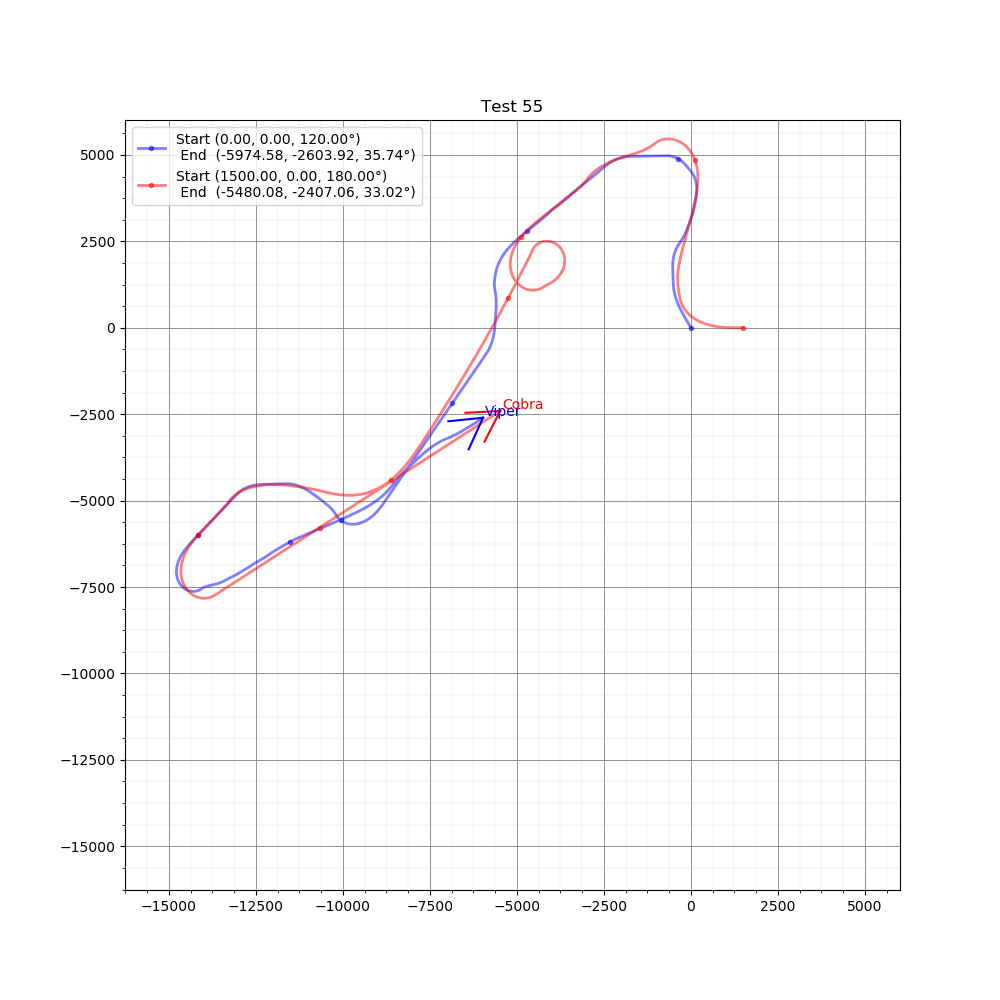 Test 55
Start (0.00, 0.00, 120.00°)
End (-5974.58, -2603.92, 35.74°)
Start (1500.00, 0.00, 180.00°)
End (-5480.08, -2407.06, 33.02°)
5000
2500
0
−2500
−5000
−7500
−10000
−12500
−15000
Cobra
Viper
−15000 −12500 −10000 −7500 −5000 −2500 0 2500 5000